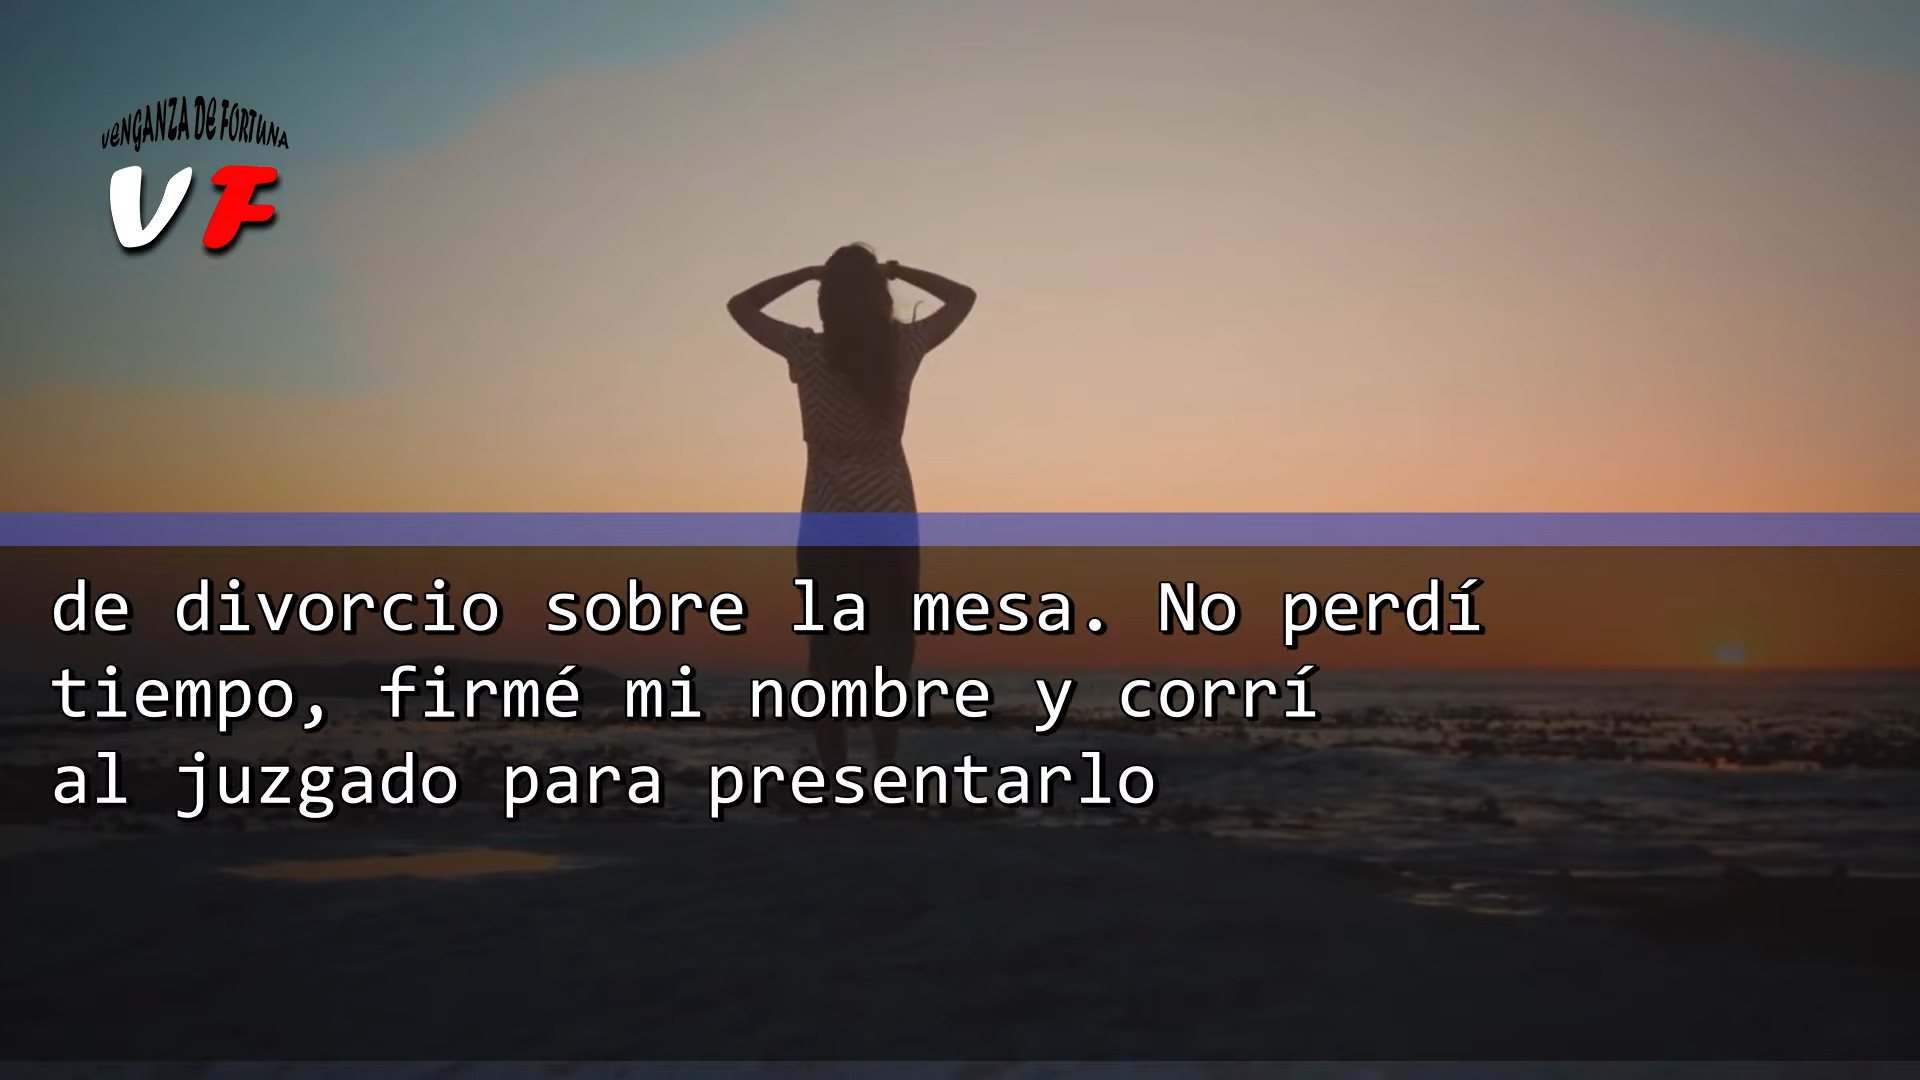 VENGANZA DE FORTUNA
VF
de divorcio sobre la mesa. No perdí
tiempo, firmé mi nombre y corrí
al juzgado para presentarlo